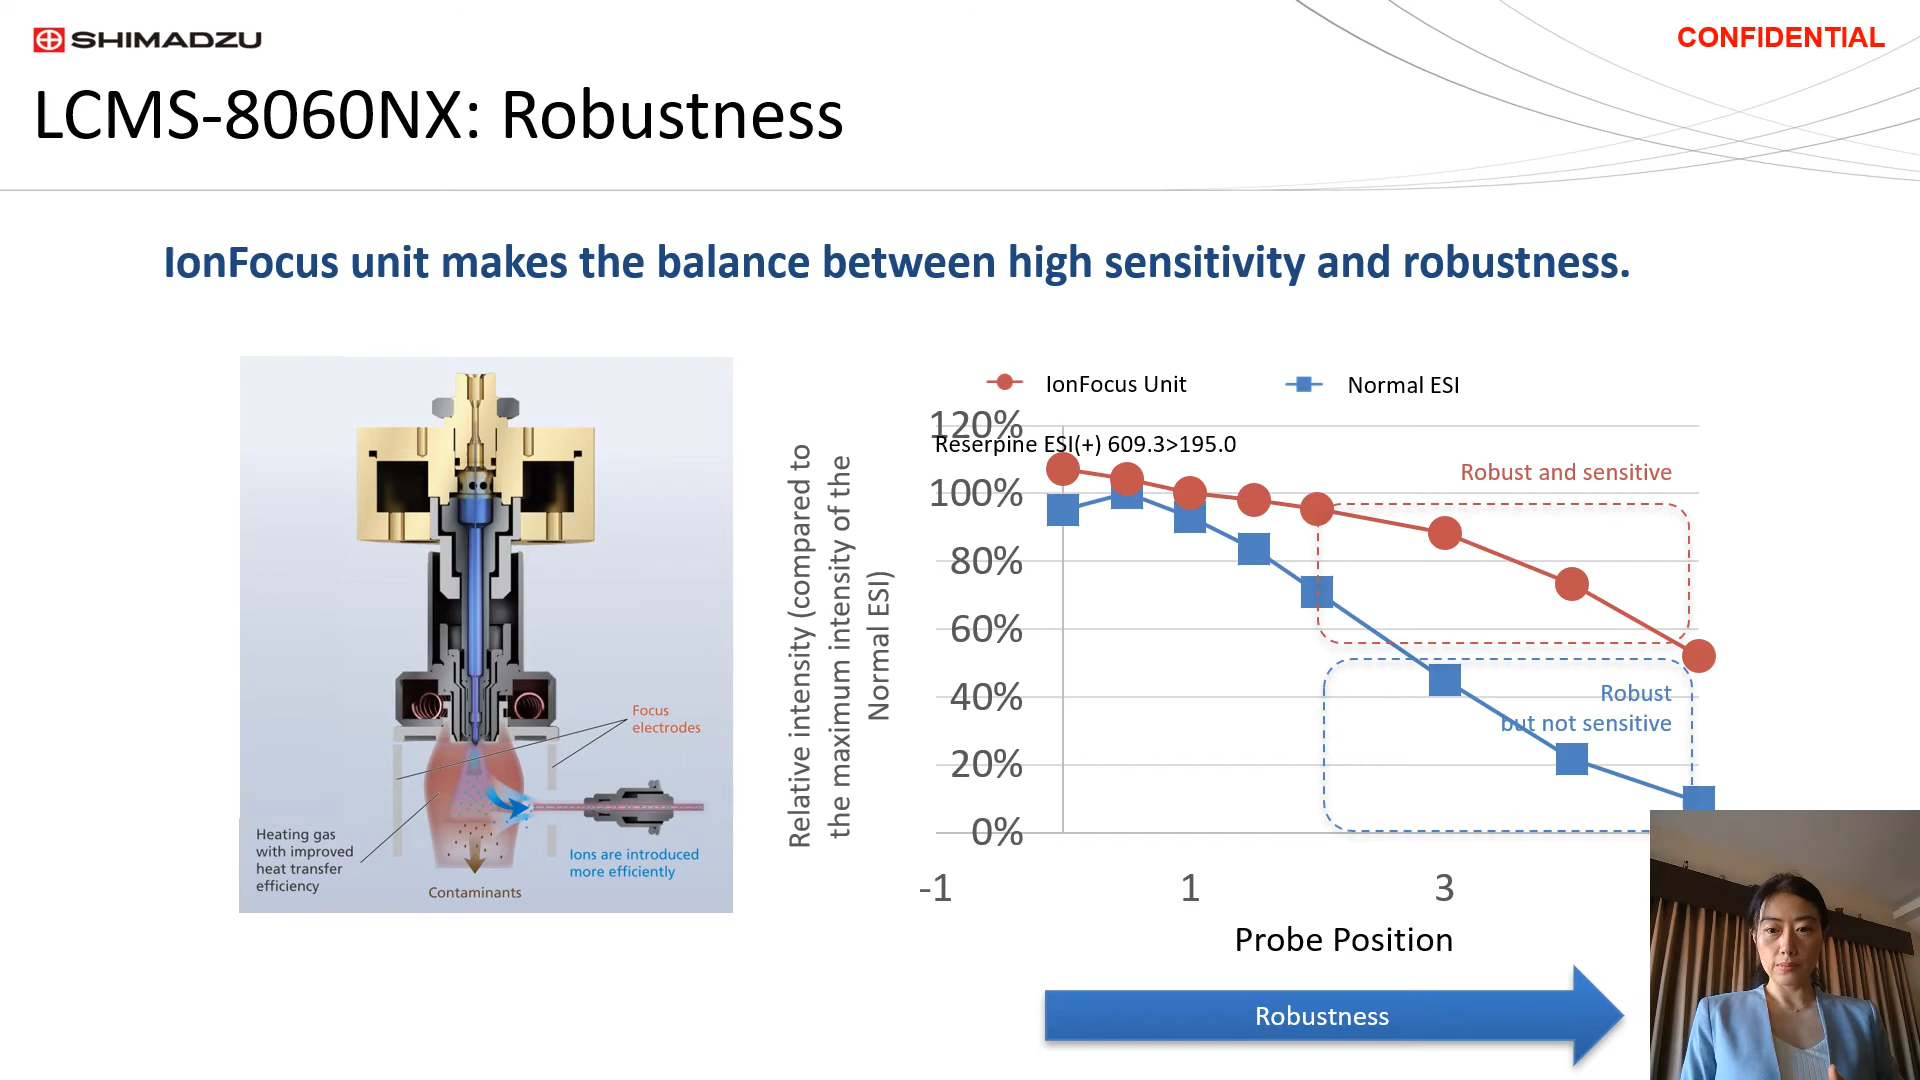 SHIMADZU
CONFIDENTIAL
LCMS-8060NX: Robustness
IonFocus unit makes the balance between high sensitivity and robustness.
Focus
electrodes
Heating gas
with improved
heat transfer
efficiency
Ions are introduced
more efficiently
Contaminants
IonFocus Unit
Normal ESI
Reserpine ESI(+) 609.3>195.0
Relative intensity (compared to
the maximum intensity of the
Normal ESI)
120%
100%
80%
60%
40%
20%
0%
Robust and sensitive
Robust
but not sensitive
-1
1
3
Probe Position
Robustness